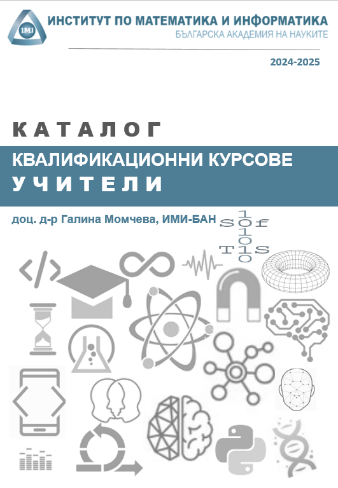 IMI
ИНСТИТУТ ПО МАТЕМАТИКА И ИНФОРМАТИКА
БЪЛГАРСКА АКАДЕМИЯ НА НАУКИТЕ
2024-2025
КАТАЛОГ
КВАЛИФИКАЦИОННИ КУРСОВЕ
УЧИТЕЛИ
доц. д-р Галина Момчева, ИМИ-БАН